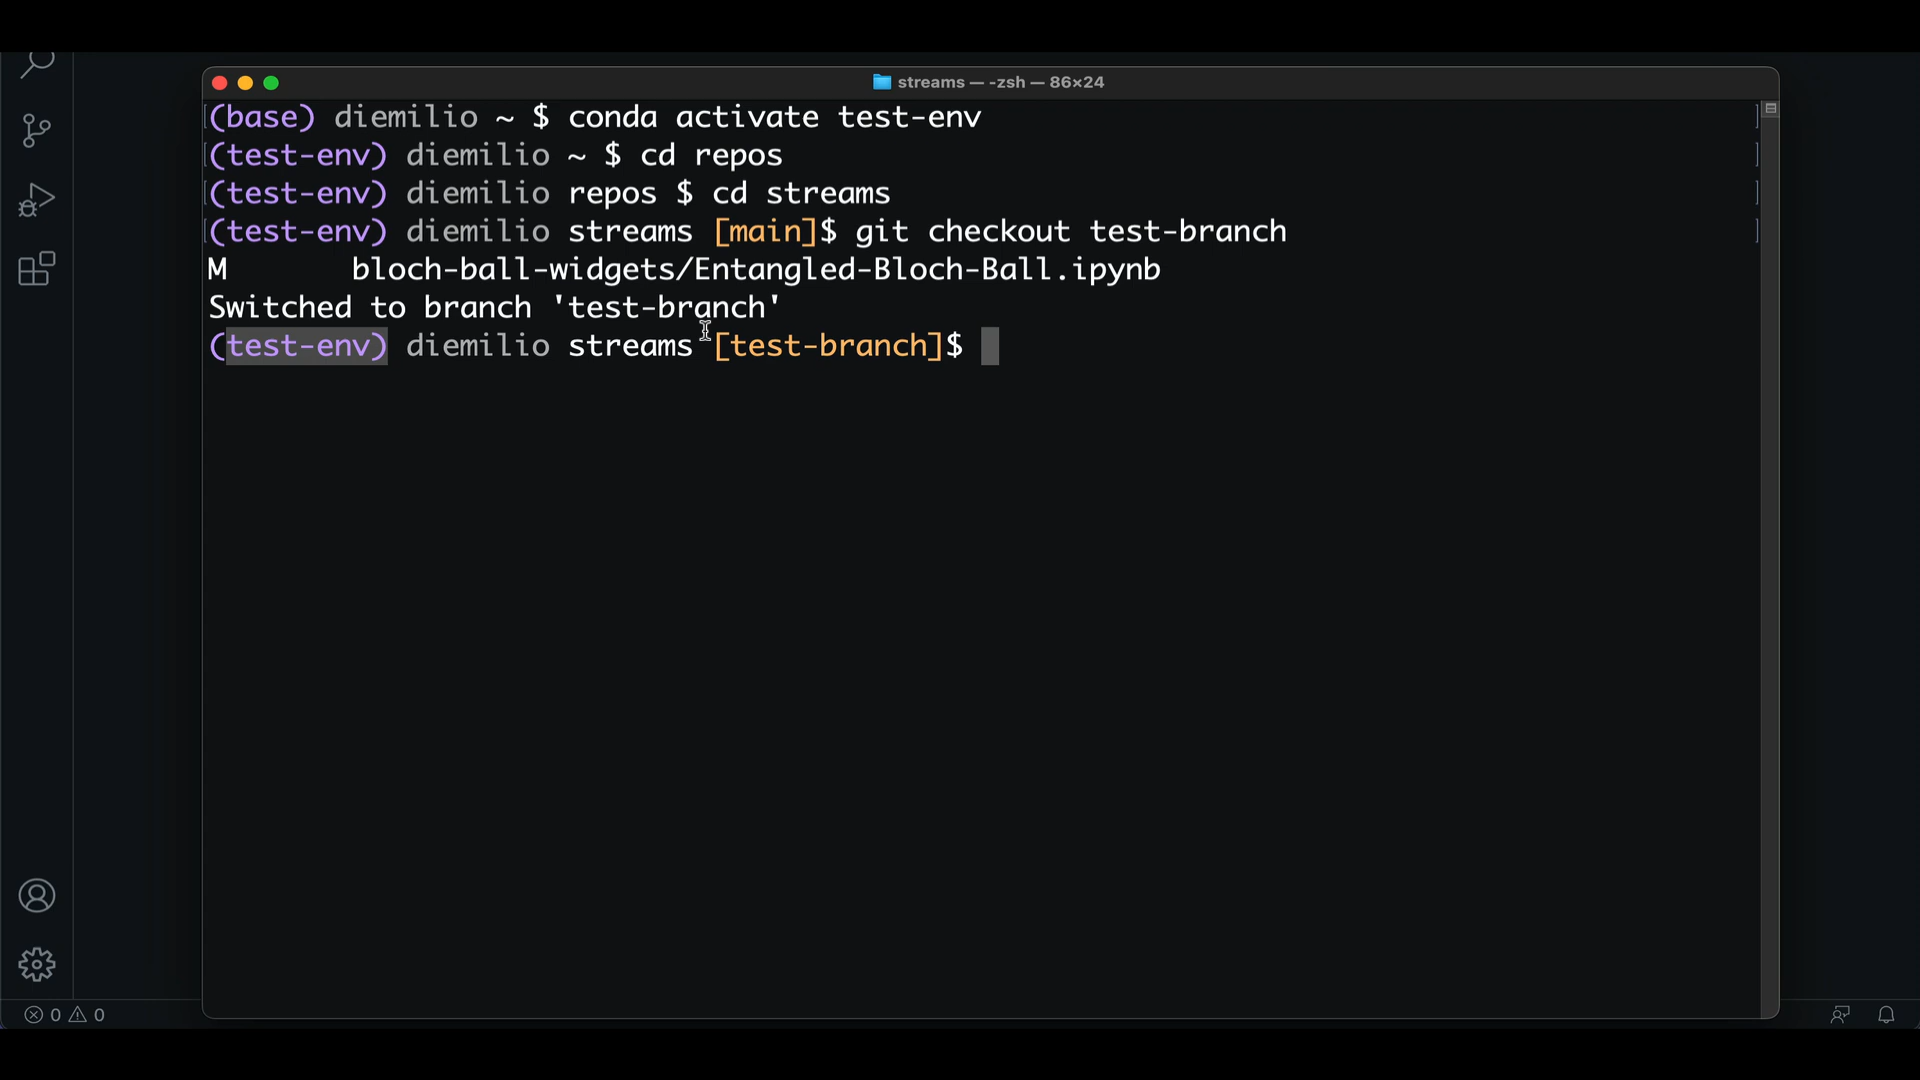 streams — -zsh — 86×24
(base) diemilio ~ $ conda activate test-env
(test-env) diemilio ~ $ cd repos
(test-env) diemilio repos $ cd streams
(test-env) diemilio streams [main]$ git checkout test-branch
M       bloch-ball-widgets/Entangled-Bloch-Ball.ipynb
Switched to branch 'test-branch'
(test-env) diemilio streams [test-branch]$
0 0